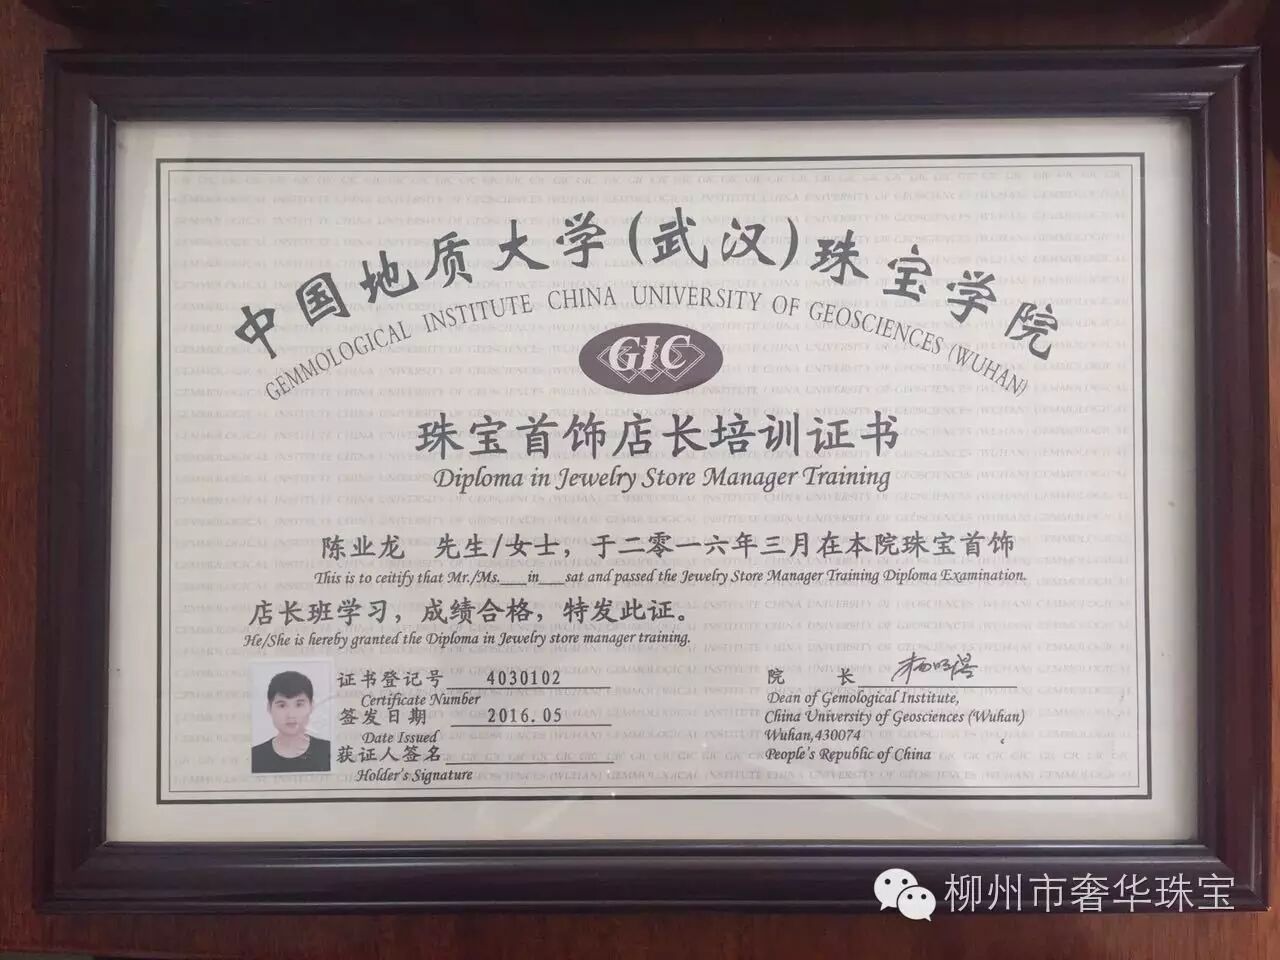 中国地质大学(武汉)珠宝学院
GEMMOLOGICAL INSTITUTE CHINA UNIVERSITY OF GEOSCIENCES (WUHAN)
GIC
珠宝首饰店长培训证书
Diploma in Jewelry Store Manager Training
陈业龙 先生/女士，于二零一六年三月在本院珠宝首饰
This is to ceitify that Mr./Ms.___in___sat and passed the Jewelry Store Manager Training Diploma Examination.
店长班学习，成绩合格，特发此证。
He/She is hereby granted the Diploma in Jewelry store manager training.
证书登记号 4030102
Certificate Number
签发日期 2016.05
Date Issued
获证人签名
Holder's Signature
院 长
Dean of Gemological Institute,
China University of Geosciences (Wuhan)
Wuhan,430074
People's Republic of China
柳州市奢华珠宝